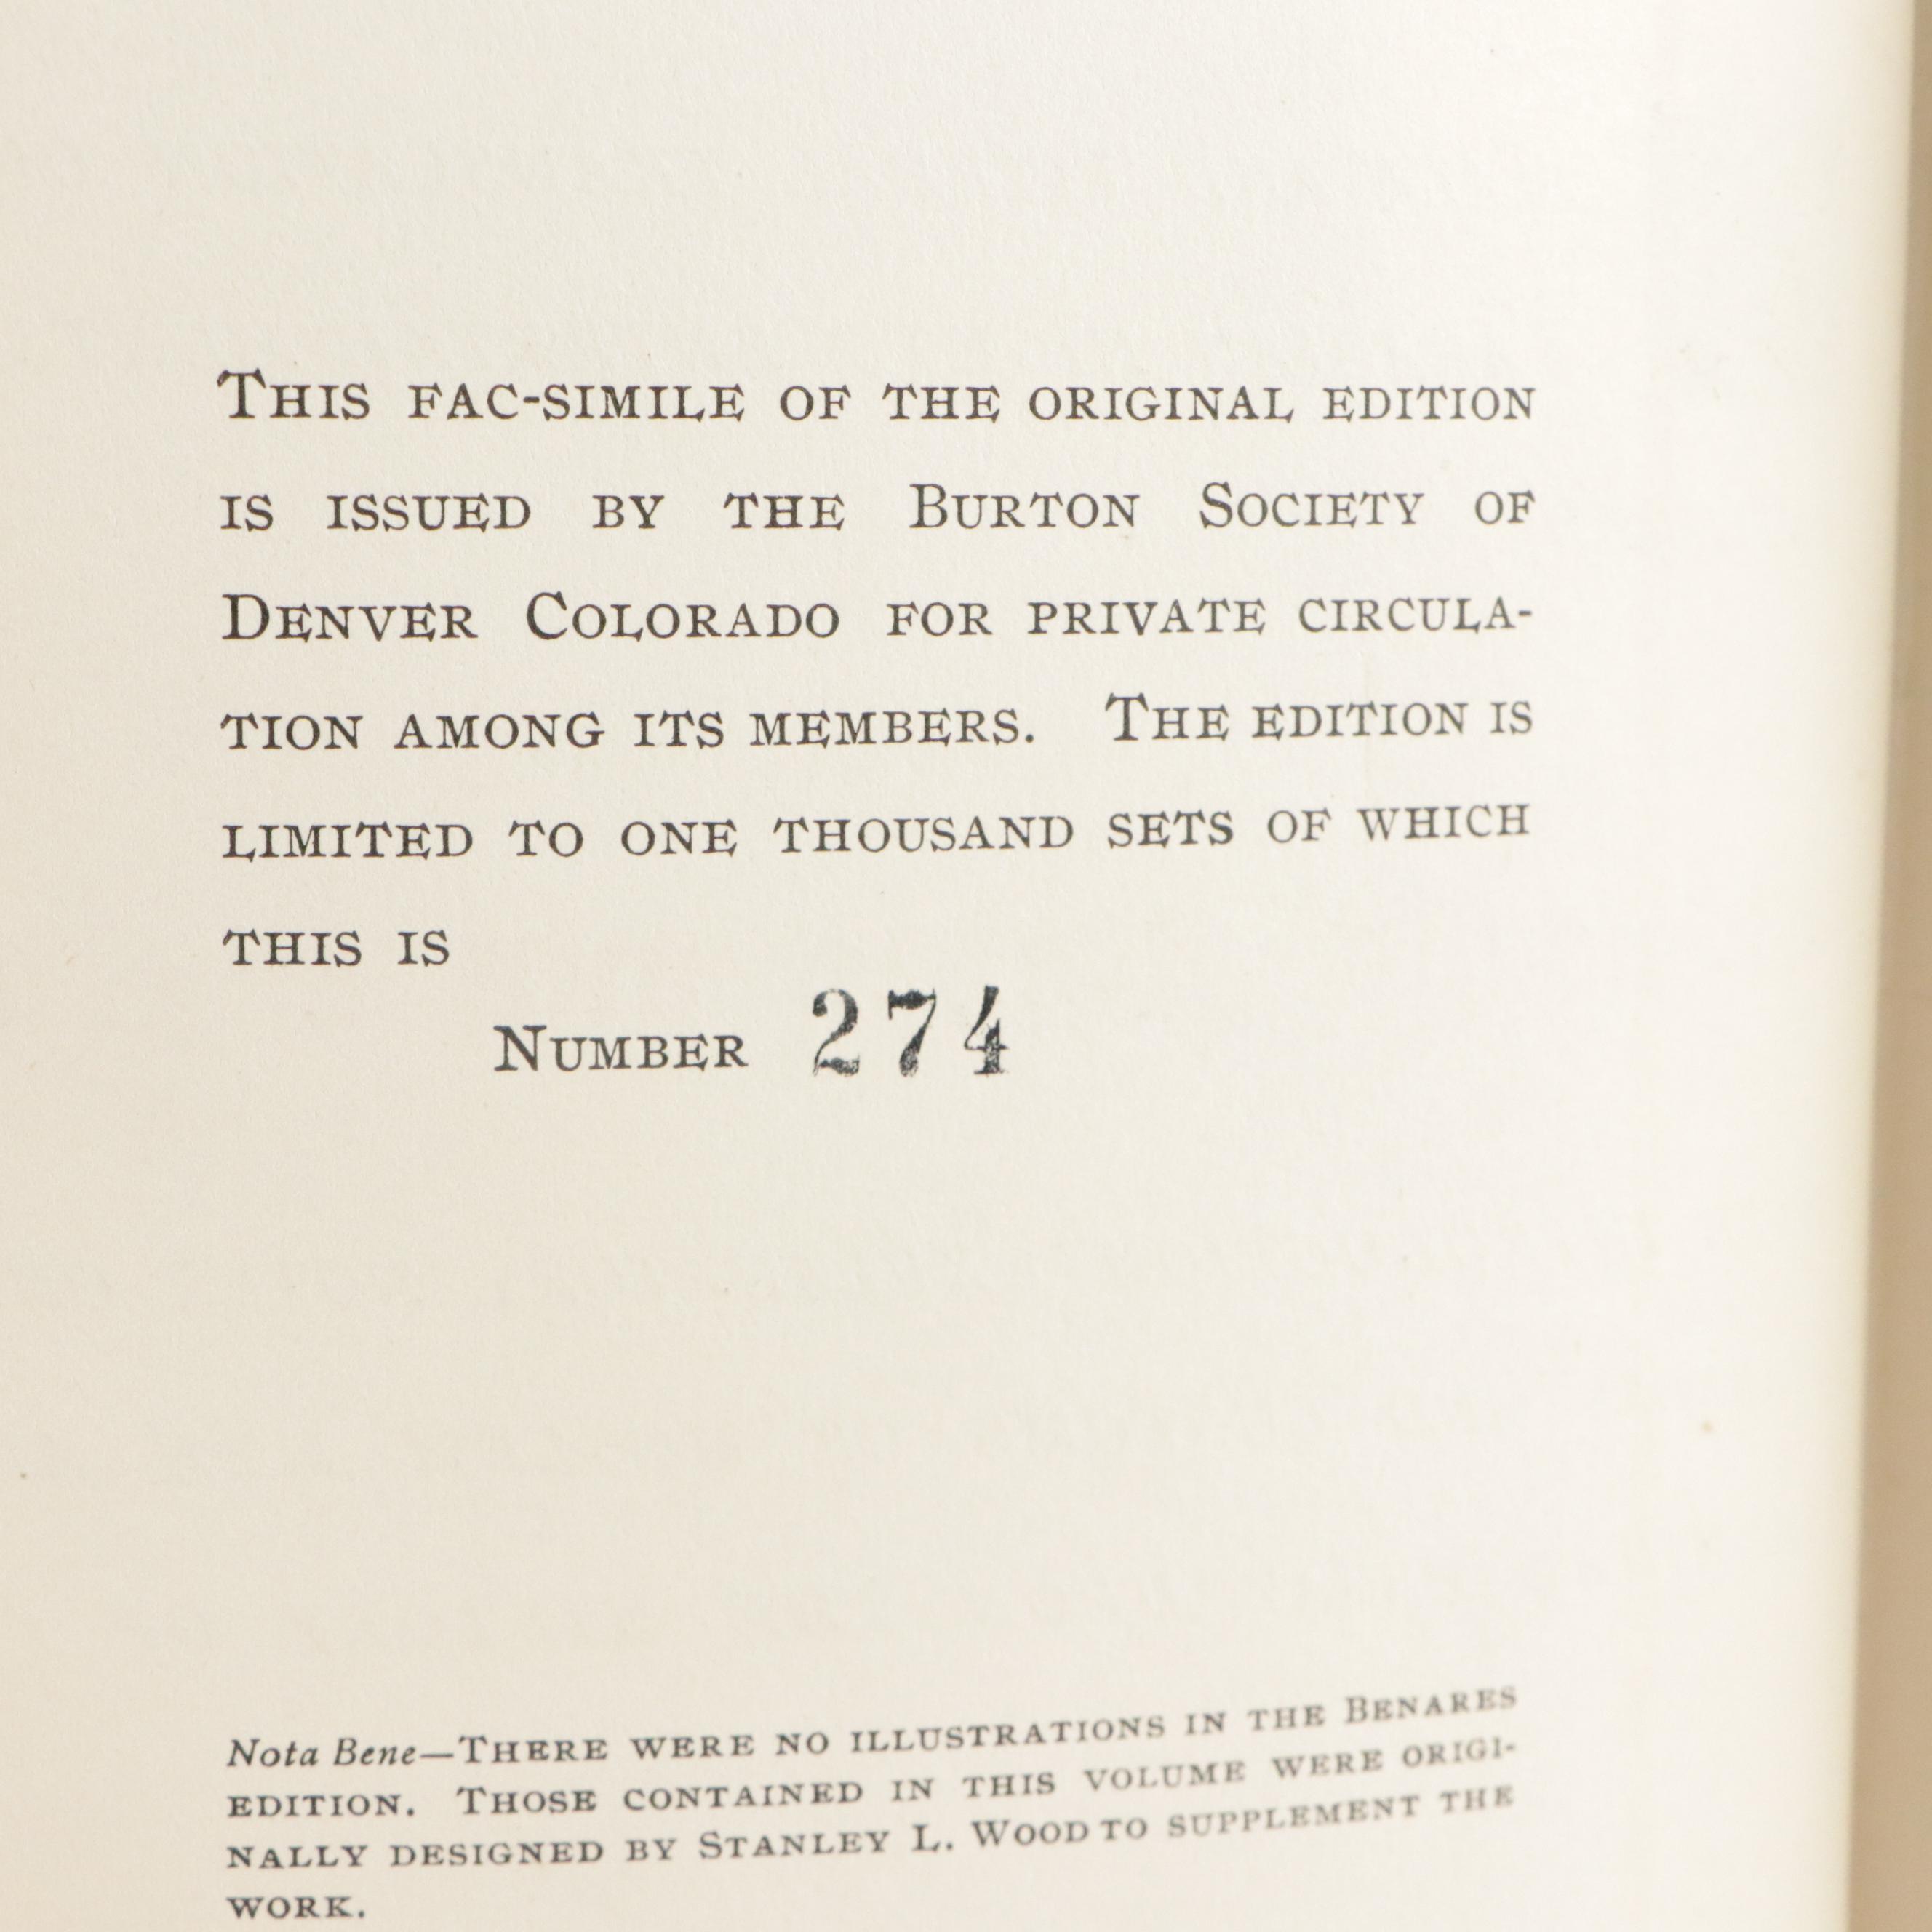 This fac-simile of the original edition
is issued by the Burton Society of
Denver Colorado for private circula-
tion among its members. The edition is
limited to one thousand sets of which
this is
Number 274
Nota Bene—There were no illustrations in the Benares
edition. Those contained in this volume were origi-
nally designed by Stanley L. Wood to supplement the
work.